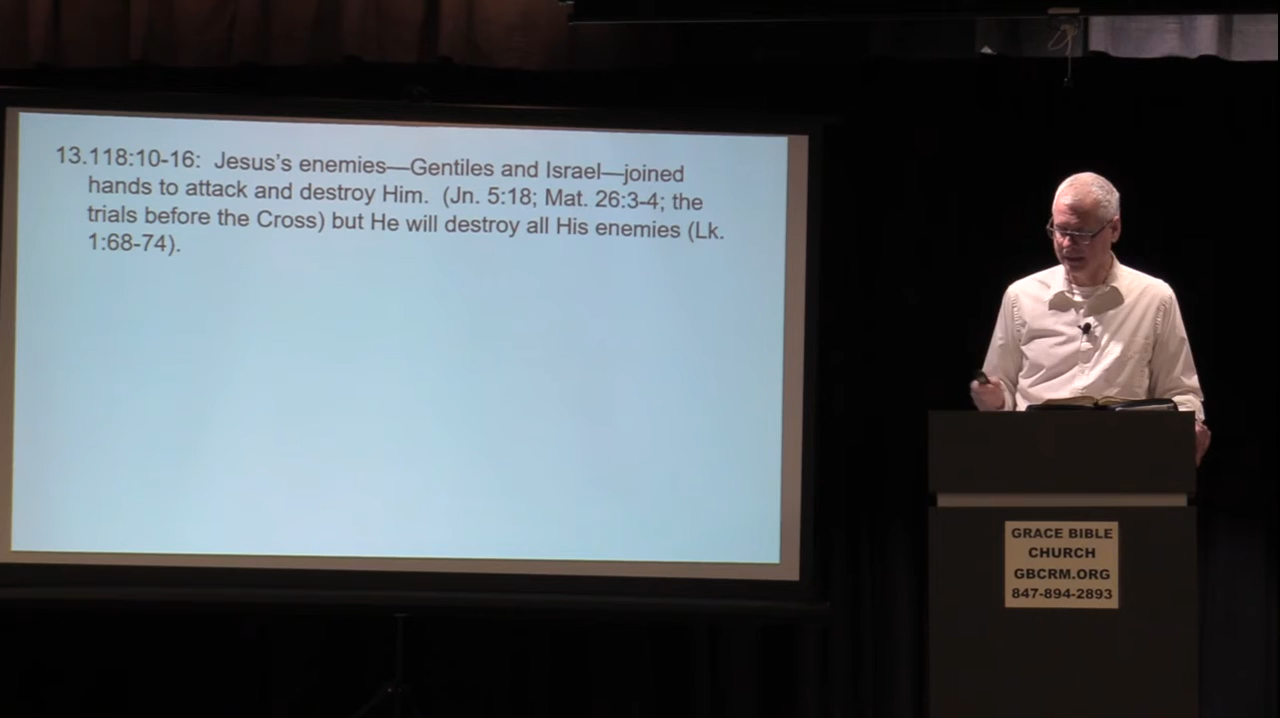 13.118:10-16: Jesus's enemies—Gentiles and Israel—joined
hands to attack and destroy Him. (Jn. 5:18; Mat. 26:3-4; the
trials before the Cross) but He will destroy all His enemies (Lk.
1:68-74).
GRACE BIBLE
CHURCH
GBCRM.ORG
847-894-2893